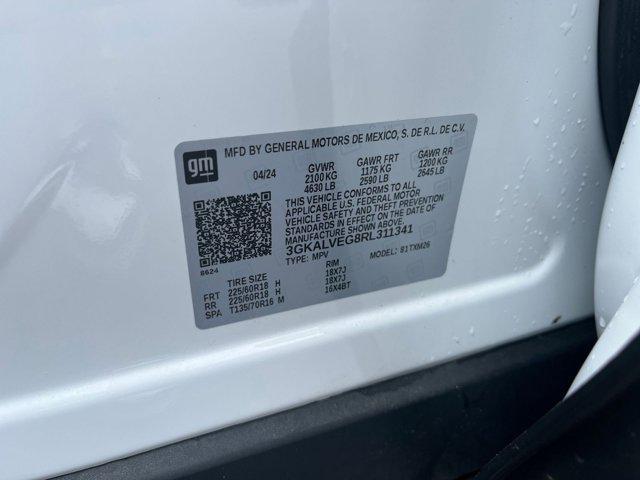 gm
MFD BY GENERAL MOTORS DE MEXICO, S. DE R.L. DE C.V.
04/24 GVWR GAWR FRT GAWR RR
2100 KG 1175 KG 1200 KG
4630 LB 2590 LB 2645 LB
THIS VEHICLE CONFORMS TO ALL
APPLICABLE U.S. FEDERAL MOTOR
VEHICLE SAFETY AND THEFT PREVENTION
STANDARDS IN EFFECT ON THE DATE OF
MANUFACTURE SHOWN ABOVE.
3GKALVEG8RL311341
8624 TYPE: MPV MODEL: 81TXM26
TIRE SIZE RIM
FRT 225/60R18 H 18X7J
RR 225/60R18 H 18X7J
SPA T135/70R16 M 16X4BT